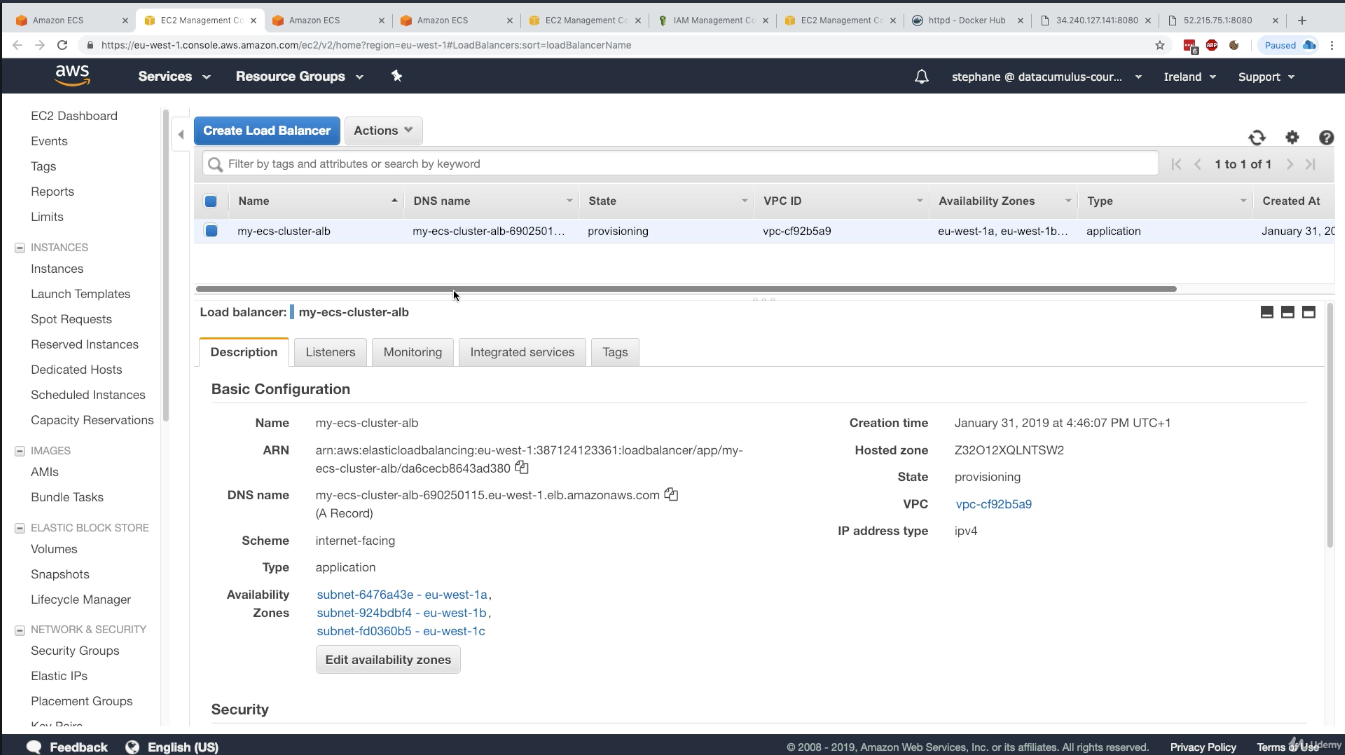 Amazon ECS
EC2 Management Co
Amazon ECS
Amazon ECS
EC2 Management Co
IAM Management Co
EC2 Management Co
httpd - Docker Hub
34.240.127.141:8080
52.215.75.1:8080
https://eu-west-1.console.aws.amazon.com/ec2/v2/home?region=eu-west-1#LoadBalancers:sort=loadBalancerName
ABP
Paused
aws
Services
Resource Groups
stephane @ datacumulus-cour...
Ireland
Support
EC2 Dashboard
Events
Tags
Reports
Limits
INSTANCES
Instances
Launch Templates
Spot Requests
Reserved Instances
Dedicated Hosts
Scheduled Instances
Capacity Reservations
IMAGES
AMIs
Bundle Tasks
ELASTIC BLOCK STORE
Volumes
Snapshots
Lifecycle Manager
NETWORK & SECURITY
Security Groups
Elastic IPs
Placement Groups
Key Pairs
Create Load Balancer
Actions
Filter by tags and attributes or search by keyword
1 to 1 of 1
Name DNS name State VPC ID Availability Zones Type Created At
my-ecs-cluster-alb my-ecs-cluster-alb-6902501... provisioning vpc-cf92b5a9 eu-west-1a, eu-west-1b... application January 31, 20
Load balancer: my-ecs-cluster-alb
Description Listeners Monitoring Integrated services Tags
Basic Configuration
Name my-ecs-cluster-alb
ARN arn:aws:elasticloadbalancing:eu-west-1:387124123361:loadbalancer/app/my-
ecs-cluster-alb/da6cecb8643ad380
DNS name my-ecs-cluster-alb-690250115.eu-west-1.elb.amazonaws.com
(A Record)
Scheme internet-facing
Type application
Availability Zones
subnet-6476a43e - eu-west-1a,
subnet-924bdbf4 - eu-west-1b,
subnet-fd0360b5 - eu-west-1c
Edit availability zones
Creation time January 31, 2019 at 4:46:07 PM UTC+1
Hosted zone Z32O12XQLNTSW2
State provisioning
VPC vpc-cf92b5a9
IP address type ipv4
Security
Feedback
English (US)
© 2008 - 2019, Amazon Web Services, Inc. or its affiliates. All rights reserved.
Privacy Policy
Terms of Use
Udemy